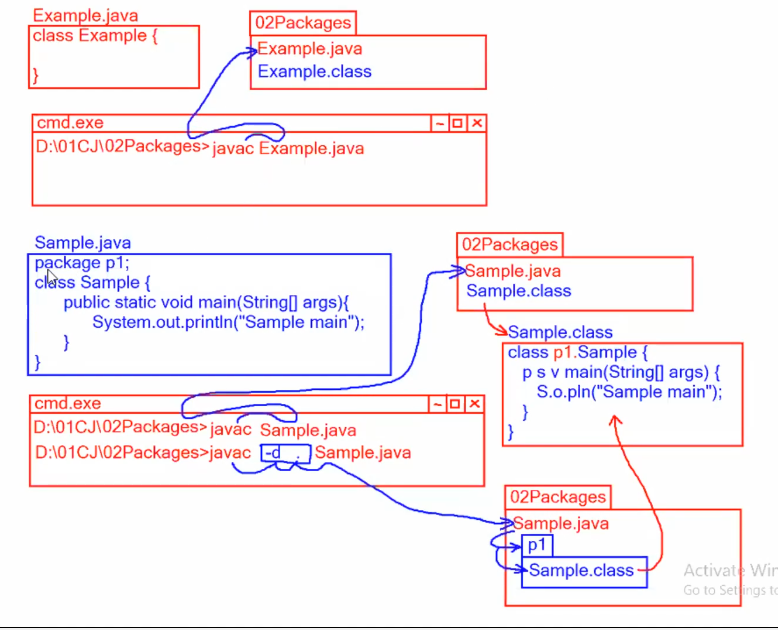 Example.java
class Example {
}
02Packages
Example.java
Example.class
cmd.exe
D:\01CJ\02Packages>javac Example.java
Sample.java
package p1;
class Sample {
public static void main(String[] args){
System.out.println("Sample main");
}
}
02Packages
Sample.java
Sample.class
Sample.class
class p1.Sample {
p s v main(String[] args) {
S.o.pln("Sample main");
}
}
cmd.exe
D:\01CJ\02Packages>javac Sample.java
D:\01CJ\02Packages>javac -d . Sample.java
02Packages
Sample.java
p1
Sample.class
Activate Win
Go to Settings to